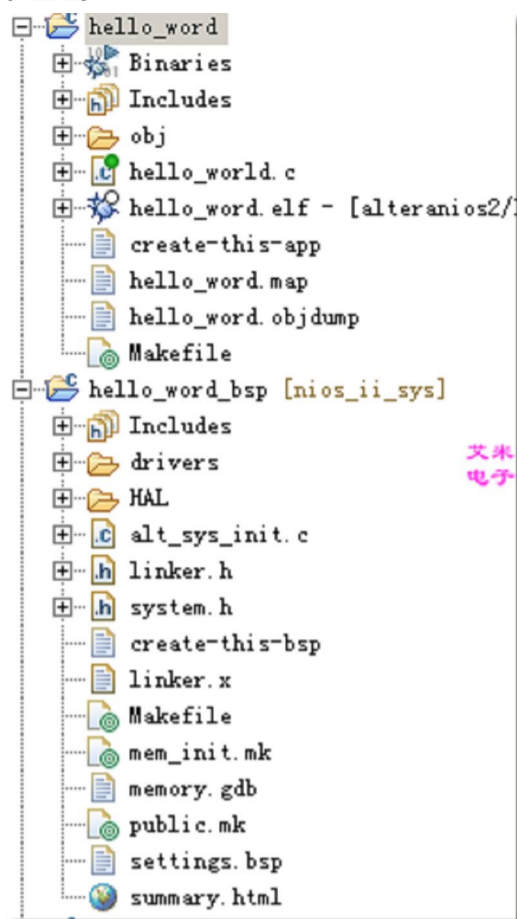 hello_word
Binaries
Includes
obj
hello_world.c
hello_word.elf - [alteranios2/
create-this-app
hello_word.map
hello_word.objdump
Makefile
hello_word_bsp [nios_ii_sys]
Includes
drivers
HAL
alt_sys_init.c
linker.h
system.h
create-this-bsp
linker.x
Makefile
mem_init.mk
memory.gdb
public.mk
settings.bsp
summary.html
艾米
电子